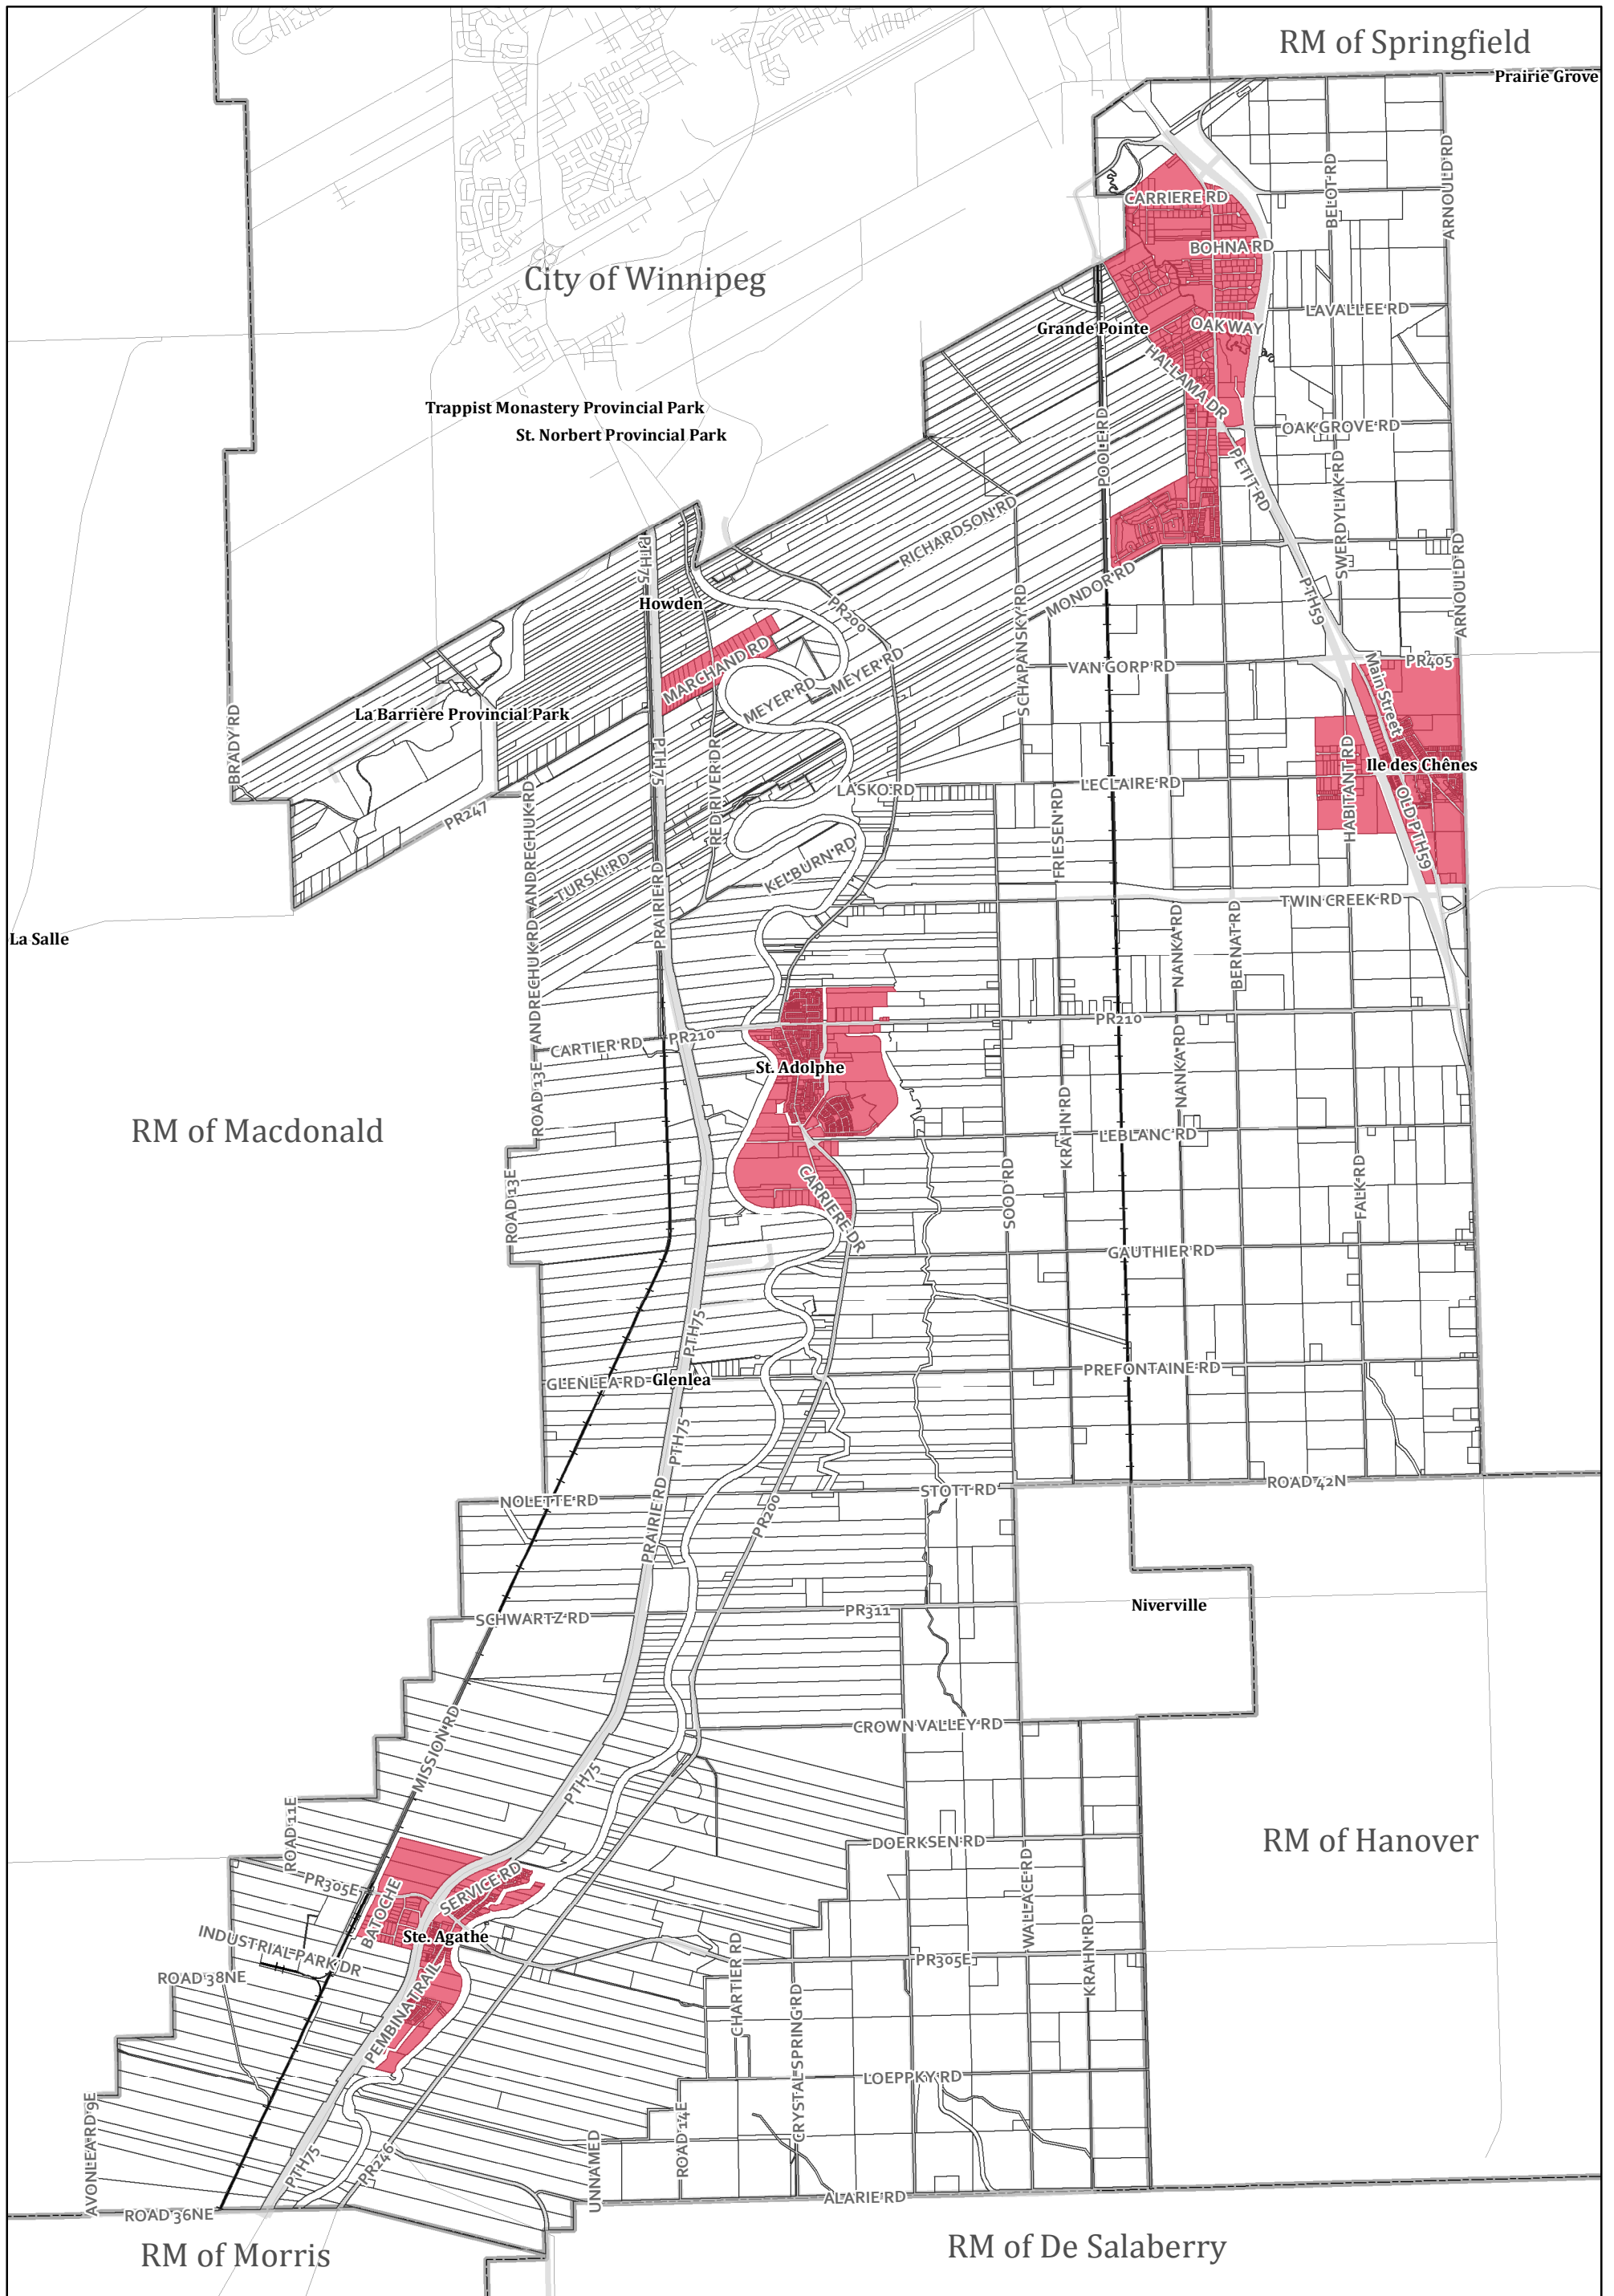 RM of Springfield
Prairie Grove
CARRIERE RD
BELOT RD
ARNOULD RD
BOHNA RD
City of Winnipeg
LAVALLEE RD
Grande Pointe
OAK WAY
HALLAMA DR
Trappist Monastery Provincial Park
St. Norbert Provincial Park
OAK GROVE RD
POOLE RD
PETIT RD
SWERDYLIAK RD
RICHARDSON RD
PTH75
ARNOULD RD
MONDOR RD
PTH59
Howden
PR200
SCHAPANSKY RD
MARCHAND RD
MEYER RD
MEYER RD
VAN GORP RD
PR405
Main Street
La Barrière Provincial Park
BRADY RD
PTH75
RED RIVER DR
HABITANT RD
Ile des Chênes
LASKO RD
LECLAIRE RD
OLD PTH59
PR247
ANDRECHUK RD
FRIESEN RD
TURSKI RD
KELBURN RD
TWIN CREEK RD
PRAIRIE RD
La Salle
ANDRECHUK RD
NANKA RD
BERNAT RD
ANDRECHUK RD
PR210
CARTIER RD
PR210
St. Adolphe
NANKA RD
ROAD 13E
KRAHN RD
RM of Macdonald
LEBLANC RD
ROAD 13E
CARRIERE DR
SOOD RD
FALK RD
GAUTHIER RD
PTH75
PREFONTAINE RD
GLENLEA RD
Glenlea
PTH75
ROAD 42N
NOLETTE RD
STOTT RD
PRAIRIE RD
PR200
Niverville
SCHWARTZ RD
PR311
MISSION RD
CROWN VALLEY RD
PTH75
ROAD 11E
DOERKSEN RD
RM of Hanover
PR305E
SERVICE RD
BATOCHE
WALLACE RD
Ste. Agathe
INDUSTRIAL PARK DR
CHARTIER RD
PR305E
KRAHN RD
ROAD 38NE
PEMBINA TRAIL
CRYSTAL SPRING RD
LOEPPKY RD
AVONLEA RD 9E
PTH75
PR246
UNNAMED
ROAD 14E
ALARIE RD
ROAD 36NE
RM of Morris
RM of De Salaberry